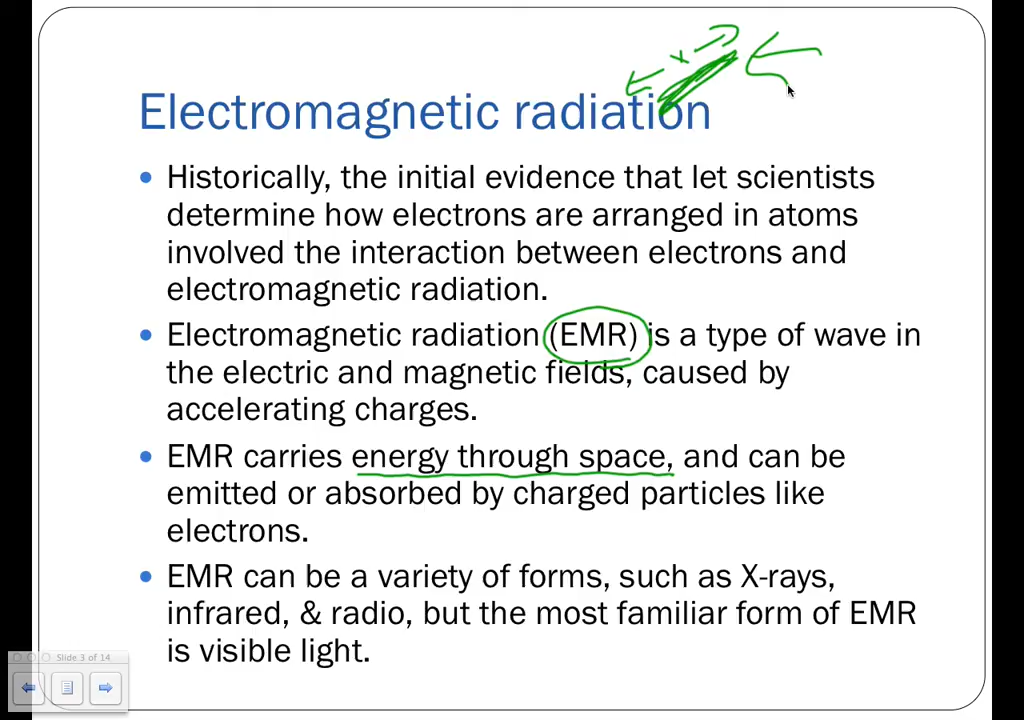 Electromagnetic radiation
• Historically, the initial evidence that let scientists
determine how electrons are arranged in atoms
involved the interaction between electrons and
electromagnetic radiation.
• Electromagnetic radiation (EMR) is a type of wave in
the electric and magnetic fields, caused by
accelerating charges.
• EMR carries energy through space, and can be
emitted or absorbed by charged particles like
electrons.
• EMR can be a variety of forms, such as X-rays,
infrared, & radio, but the most familiar form of EMR
is visible light.
Slide 3 of 14